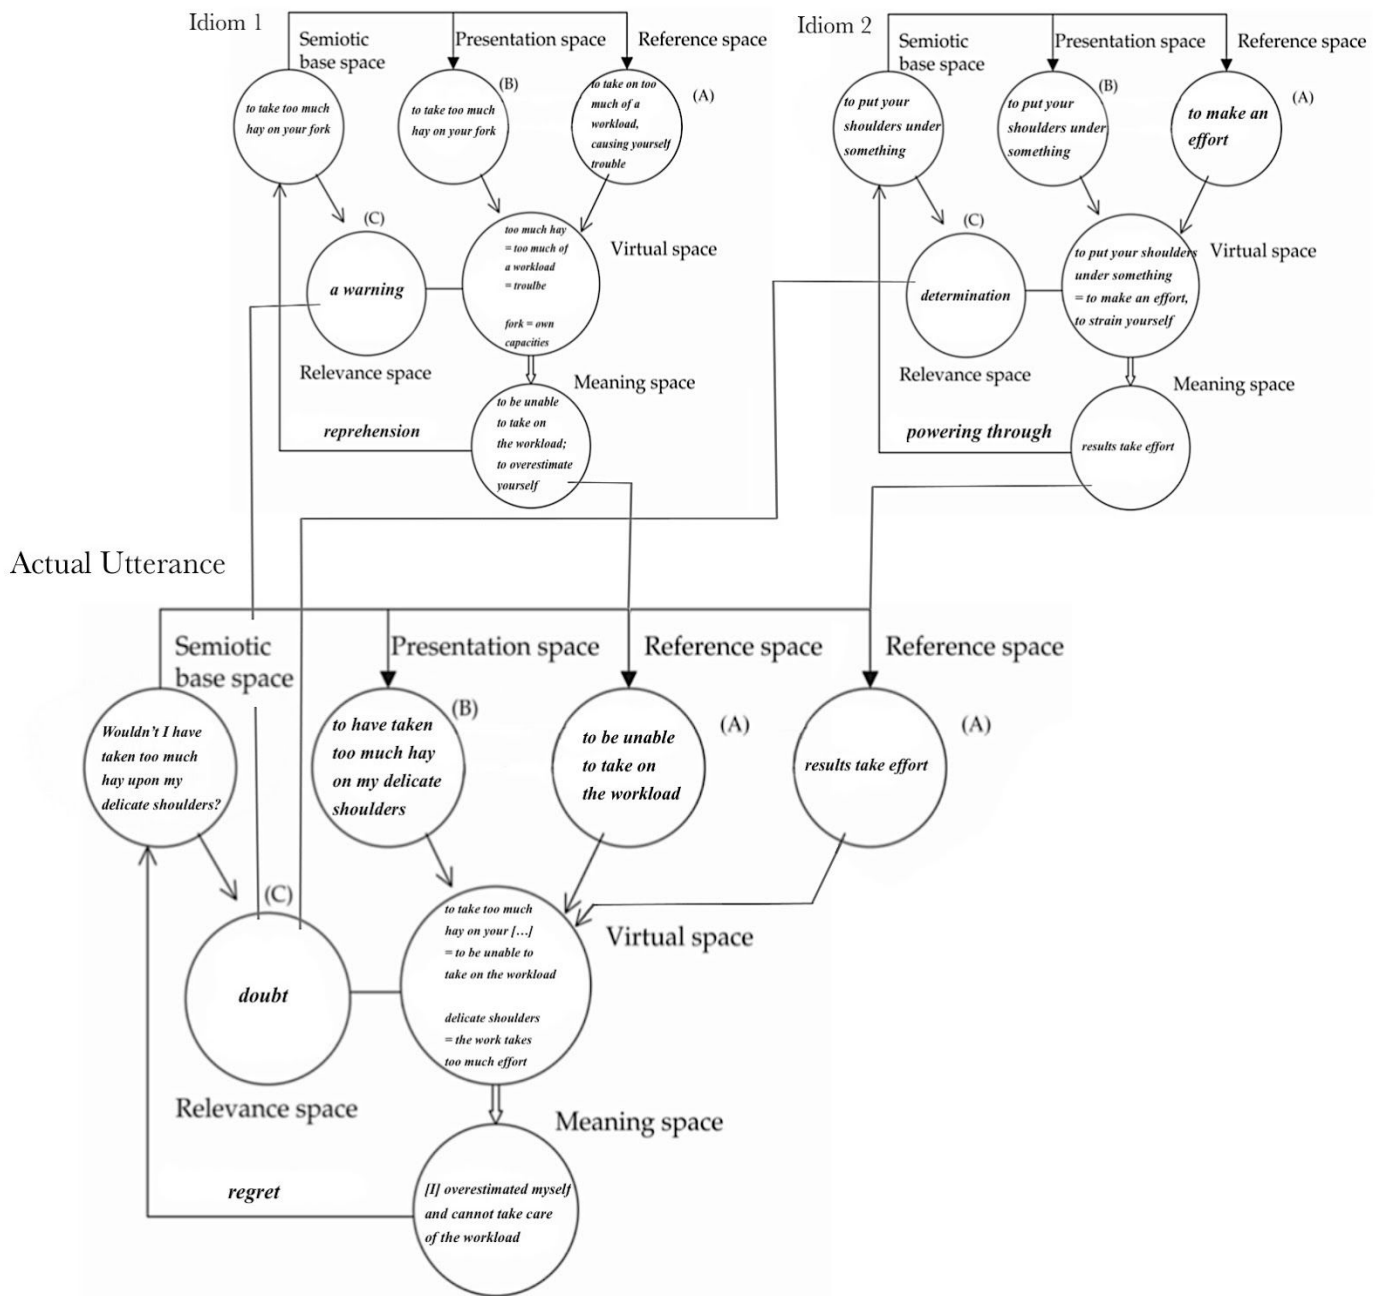 Idiom 1
Semiotic
base space
Presentation space
Reference space
to take too much
hay on your fork
(B)
to take too much
hay on your fork
(A)
to take on too
much of a
workload,
causing yourself
trouble
(C)
a warning
Relevance space
too much hay
= too much of
a workload
= troulbe
fork = own
capacities
Virtual space
Meaning space
to be unable
to take on
the workload;
to overestimate
yourself
reprehension
Idiom 2
Semiotic
base space
Presentation space
Reference space
to put your
shoulders under
something
(B)
to put your
shoulders under
something
(A)
to make an
effort
(C)
determination
Relevance space
to put your shoulders
under something
= to make an effort,
to strain yourself
Virtual space
Meaning space
results take effort
powering through
Actual Utterance
Semiotic
base space
Presentation space
Reference space
Reference space
Wouldn't I have
taken too much
hay upon my
delicate shoulders?
(B)
to have taken
too much hay
on my delicate
shoulders
(A)
to be unable
to take on
the workload
(A)
results take effort
(C)
doubt
Relevance space
to take too much
hay on your [...]
= to be unable to
take on the workload
delicate shoulders
= the work takes
too much effort
Virtual space
Meaning space
[I] overestimated myself
and cannot take care
of the workload
regret